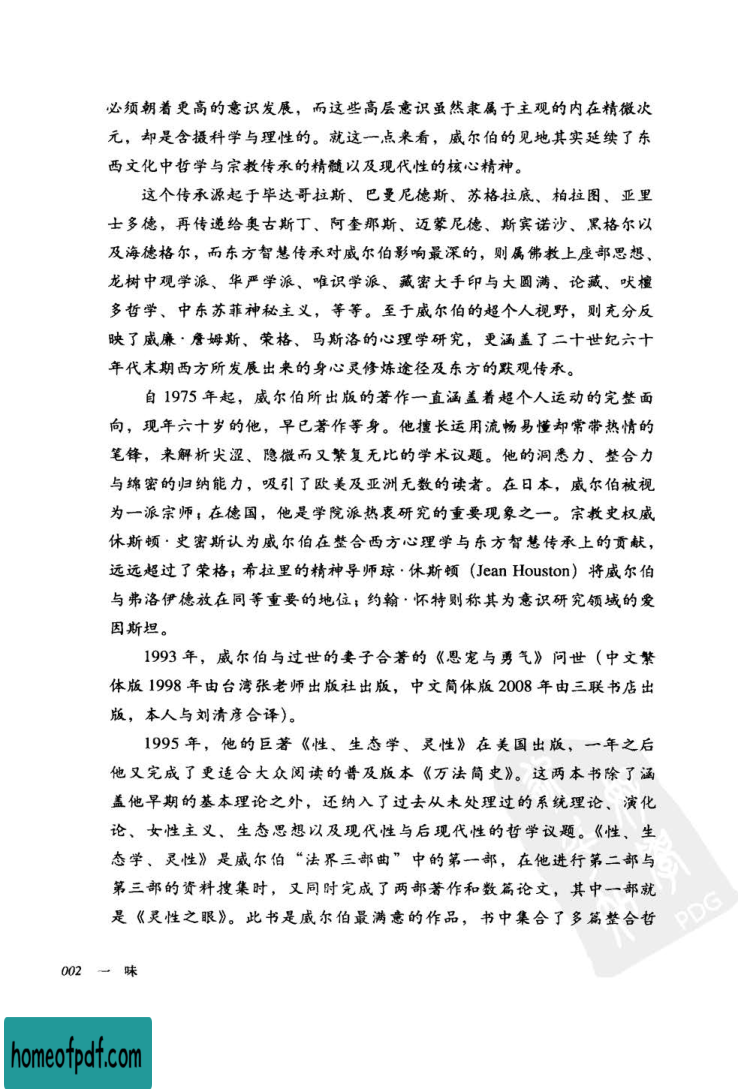 必须朝着更高的意识发展，而这些高层意识虽然隶属于主观的内在精微次
元，却是含摄科学与理性的。就这一点来看，威尔伯的见地其实延续了东
西文化中哲学与宗教传承的精髓以及现代性的核心精神。
这个传承源起于毕达哥拉斯、巴曼尼德斯、苏格拉底、柏拉图、亚里
士多德，再传递给奥古斯丁、阿奎那斯、迈蒙尼德、斯宾诺沙、黑格尔以
及海德格尔，而东方智慧传承对威尔伯影响最深的，则属佛教上座部思想、
龙树中观学派、华严学派、唯识学派、藏密大手印与大圆满、论藏、吠檀
多哲学、中东苏菲神秘主义，等等。至于威尔伯的超个人视野，则充分反
映了威廉·詹姆斯、荣格、马斯洛的心理学研究，更涵盖了二十世纪六十
年代末期西方所发展出来的身心灵修炼途径及东方的默观传承。
自 1975 年起，威尔伯所出版的著作一直涵盖着超个人运动的完整面
向，现年六十岁的他，早已著作等身。他擅长运用流畅易懂却常带热情的
笔锋，来解析尖涩、隐微而又繁复无比的学术议题。他的洞悉力、整合力
与绵密的归纳能力，吸引了欧美及亚洲无数的读者。在日本，威尔伯被视
为一派宗师；在德国，他是学院派热衷研究的重要现象之一。宗教史权威
休斯顿·史密斯认为威尔伯在整合西方心理学与东方智慧传承上的贡献，
远远超过了荣格；希拉里的精神导师琼·休斯顿（Jean Houston）将威尔伯
与弗洛伊德放在同等重要的地位；约翰·怀特则称其为意识研究领域的爱
因斯坦。
1993 年，威尔伯与过世的妻子合著的《恩宠与勇气》问世（中文繁
体版 1998 年由台湾张老师出版社出版，中文简体版 2008 年由三联书店出
版，本人与刘清彦合译）。
1995 年，他的巨著《性、生态学、灵性》在美国出版，一年之后
他又完成了更适合大众阅读的普及版本《万法简史》。这两本书除了涵
盖他早期的基本理论之外，还纳入了过去从未处理过的系统理论、演化
论、女性主义、生态思想以及现代性与后现代性的哲学议题。《性、生
态学、灵性》是威尔伯“法界三部曲”中的第一部，在他进行第二部与
第三部的资料搜集时，又同时完成了两部著作和数篇论文，其中一部就
是《灵性之眼》。此书是威尔伯最满意的作品，书中集合了多篇整合哲
PDG
002 一 味
homeofpdf.com